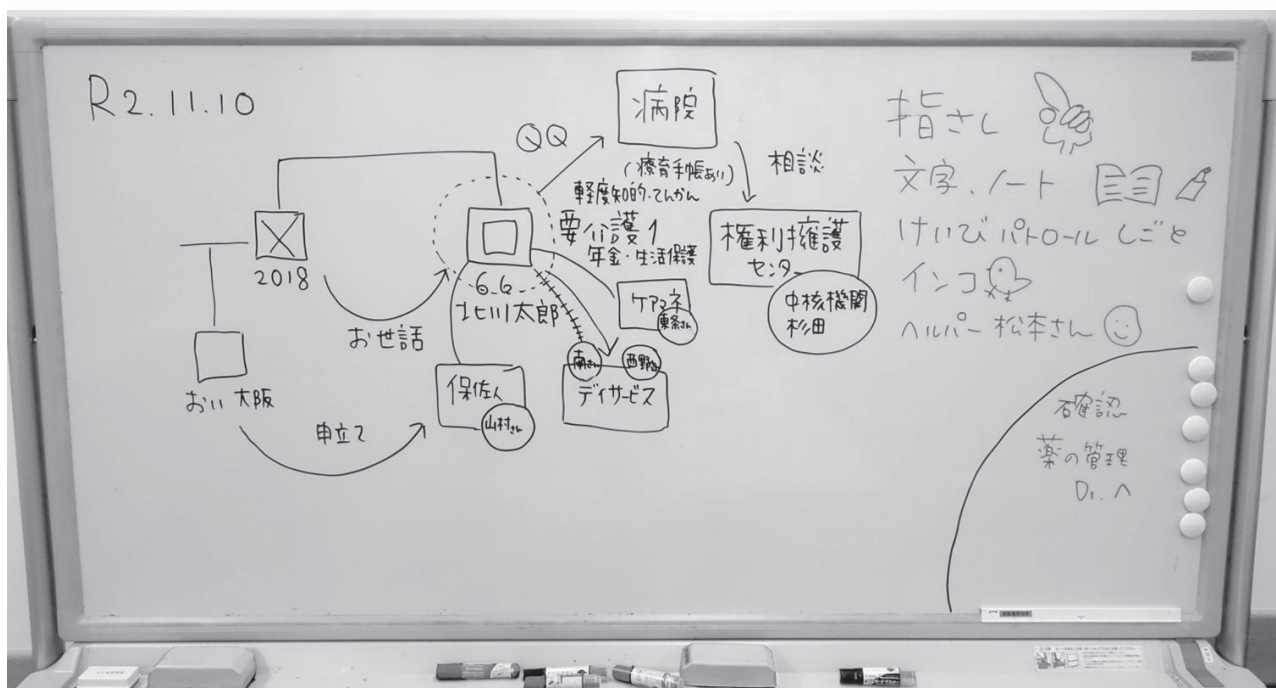 R2.11.10
QQ
病院
相談
(療育手帳あり)
軽度知的・てんかん
要介護1
年金・生活保護
権利擁護
センター
中核機関
杉田
2018
お世話
66
北川太郎
ケアマネ
東条さん
おい 大阪
申立て
保佐人
山村さん
南さん
西野さん
デイサービス
指さし
文字、ノート
けいび パトロール しごと
インコ
ヘルパー 松本さん
確認
薬の管理
Dr.へ